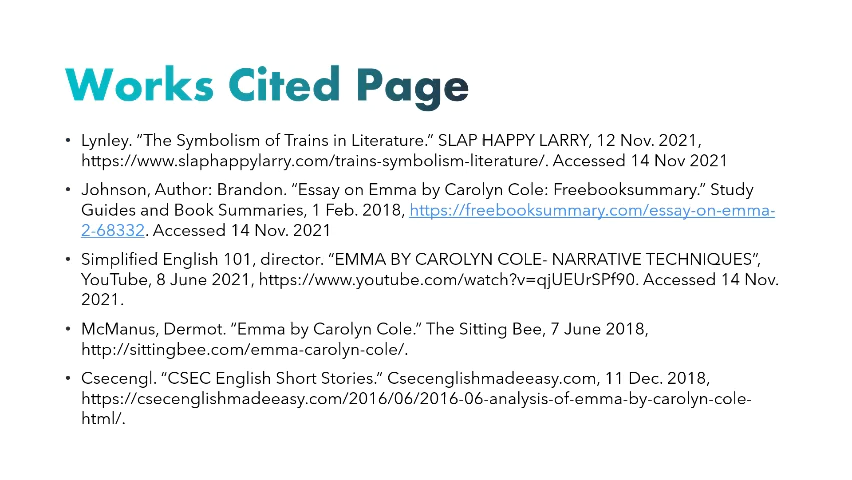 Works Cited Page
• Lynley. “The Symbolism of Trains in Literature.” SLAP HAPPY LARRY, 12 Nov. 2021,
https://www.slaphappylarry.com/trains-symbolism-literature/. Accessed 14 Nov 2021
• Johnson, Author: Brandon. “Essay on Emma by Carolyn Cole: Freebooksummary.” Study
Guides and Book Summaries, 1 Feb. 2018, https://freebooksummary.com/essay-on-emma-
2-68332. Accessed 14 Nov. 2021
• Simplified English 101, director. “EMMA BY CAROLYN COLE- NARRATIVE TECHNIQUES”,
YouTube, 8 June 2021, https://www.youtube.com/watch?v=qjUEUrSPf90. Accessed 14 Nov.
2021.
• McManus, Dermot. “Emma by Carolyn Cole.” The Sitting Bee, 7 June 2018,
http://sittingbee.com/emma-carolyn-cole/.
• Csecengl. “CSEC English Short Stories.” Csecenglishmadeeasy.com, 11 Dec. 2018,
https://csecenglishmadeeasy.com/2016/06/2016-06-analysis-of-emma-by-carolyn-cole-
html/.